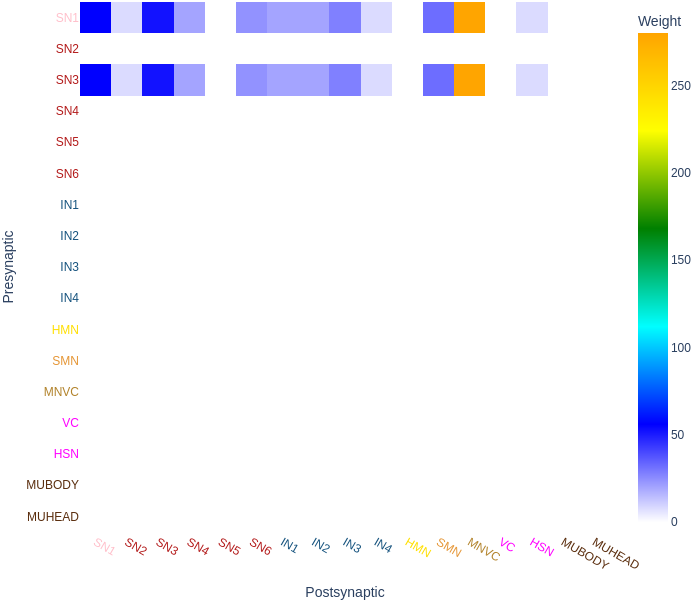 Weight
SN1
SN2
SN3
SN4
SN5
SN6
IN1
IN2
IN3
IN4
HMN
SMN
MNVC
VC
HSN
MUBODY
MUHEAD
Presynaptic
250
200
150
100
50
0
SN1 SN2 SN3 SN4 SN5 SN6 IN1 IN2 IN3 IN4 HMN SMN MNVC VC HSN MUBODY MUHEAD
Postsynaptic